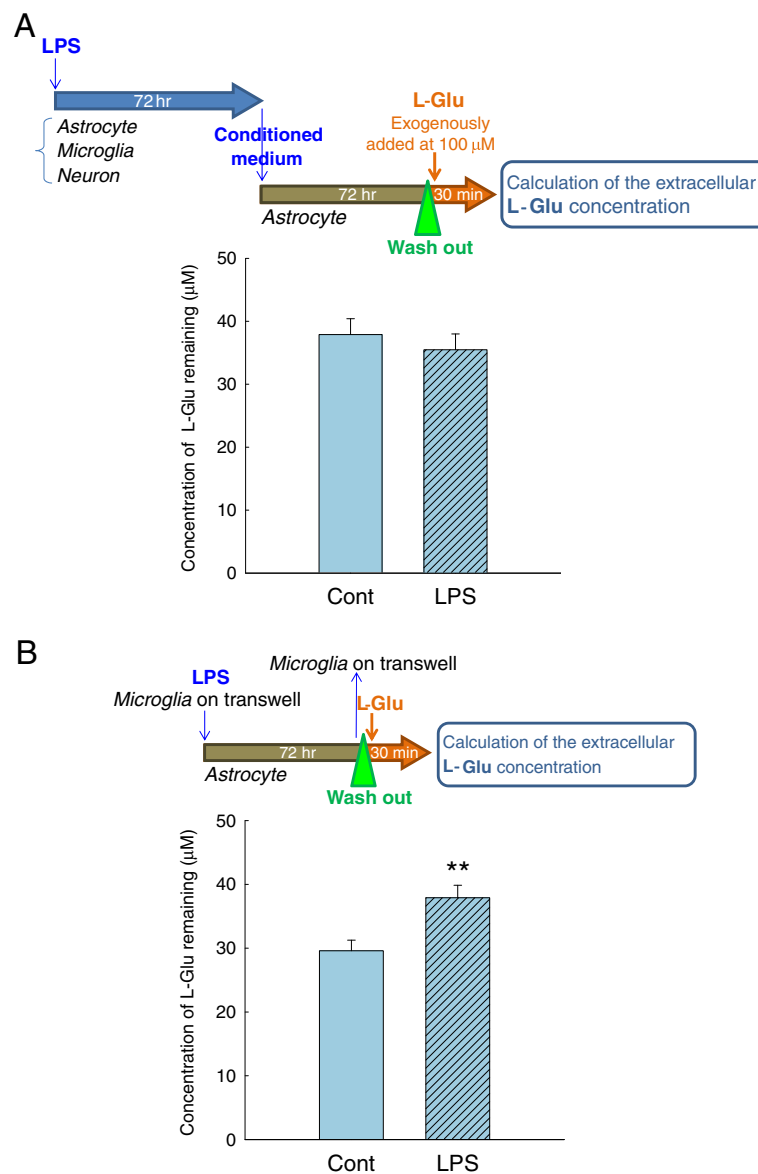 A
LPS
72 hr
Astrocyte
Microglia
Neuron
Conditioned
medium
L-Glu
Exogenously
added at 100 μM
72 hr
30 min
Astrocyte
Wash out
Calculation of the extracellular
L-Glu concentration
Concentration of L-Glu remaining (μM)
50
40
30
20
10
0
Cont
LPS
B
Microglia on transwell
LPS
Microglia on transwell
L-Glu
72 hr
30 min
Astrocyte
Wash out
Calculation of the extracellular
L-Glu concentration
Concentration of L-Glu remaining (μM)
50
40
30
20
10
0
**
Cont
LPS